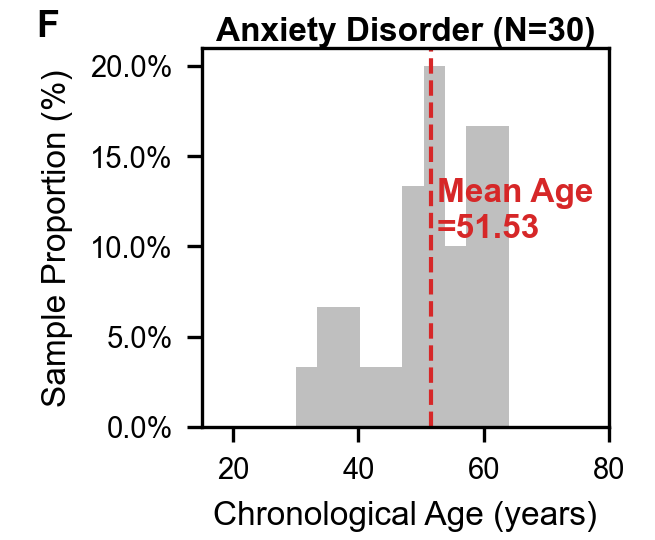 F
Anxiety Disorder (N=30)
Sample Proportion (%)
20.0%
15.0%
10.0%
5.0%
0.0%
Mean Age
=51.53
20 40 60 80
Chronological Age (years)